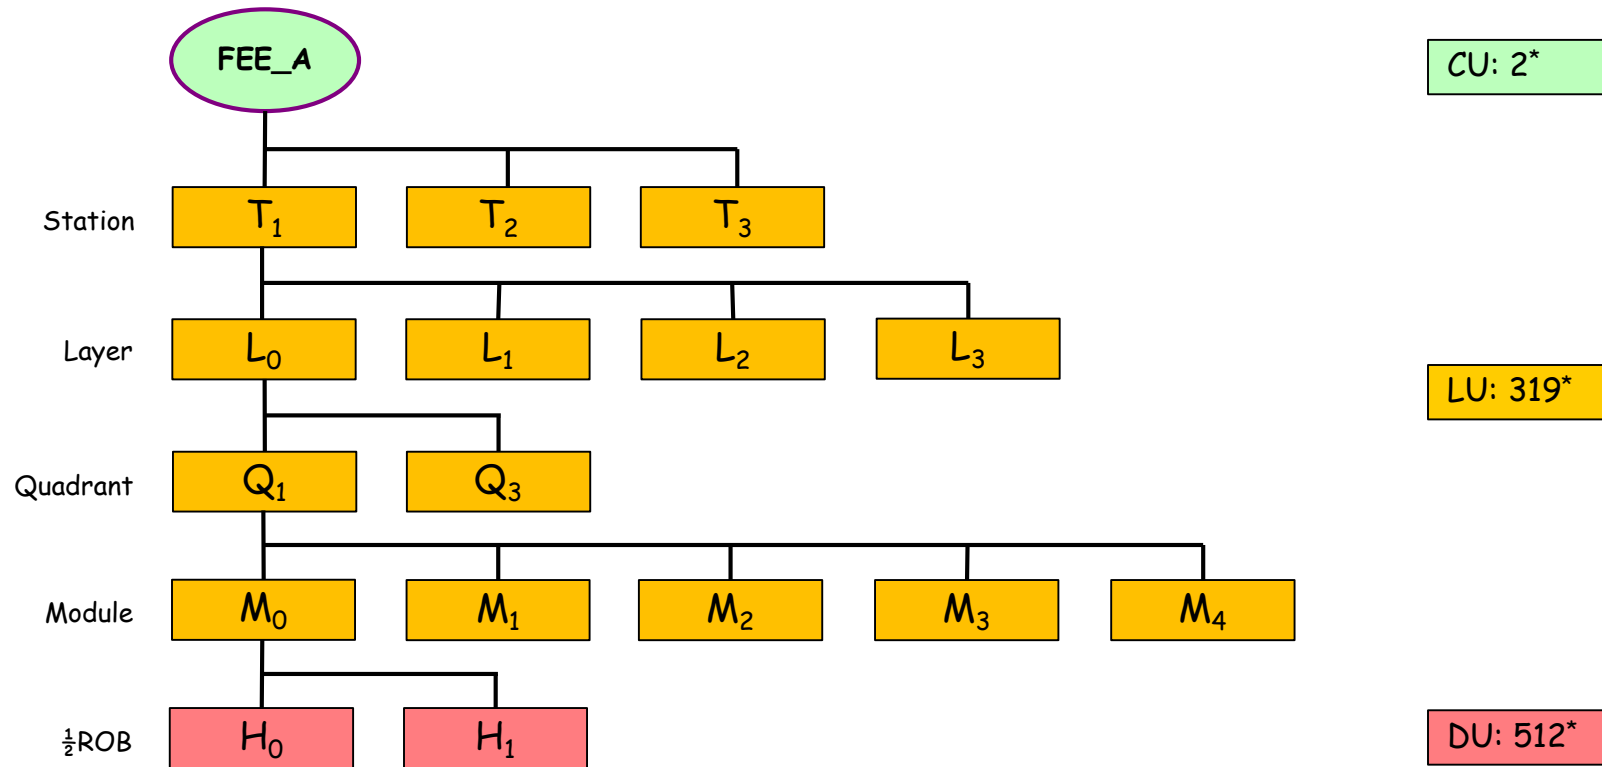 FEE_A
CU: 2*
Station T₁ T₂ T₃
Layer L₀ L₁ L₂ L₃
LU: 319*
Quadrant Q₁ Q₃
Module M₀ M₁ M₂ M₃ M₄
½ROB H₀ H₁
DU: 512*